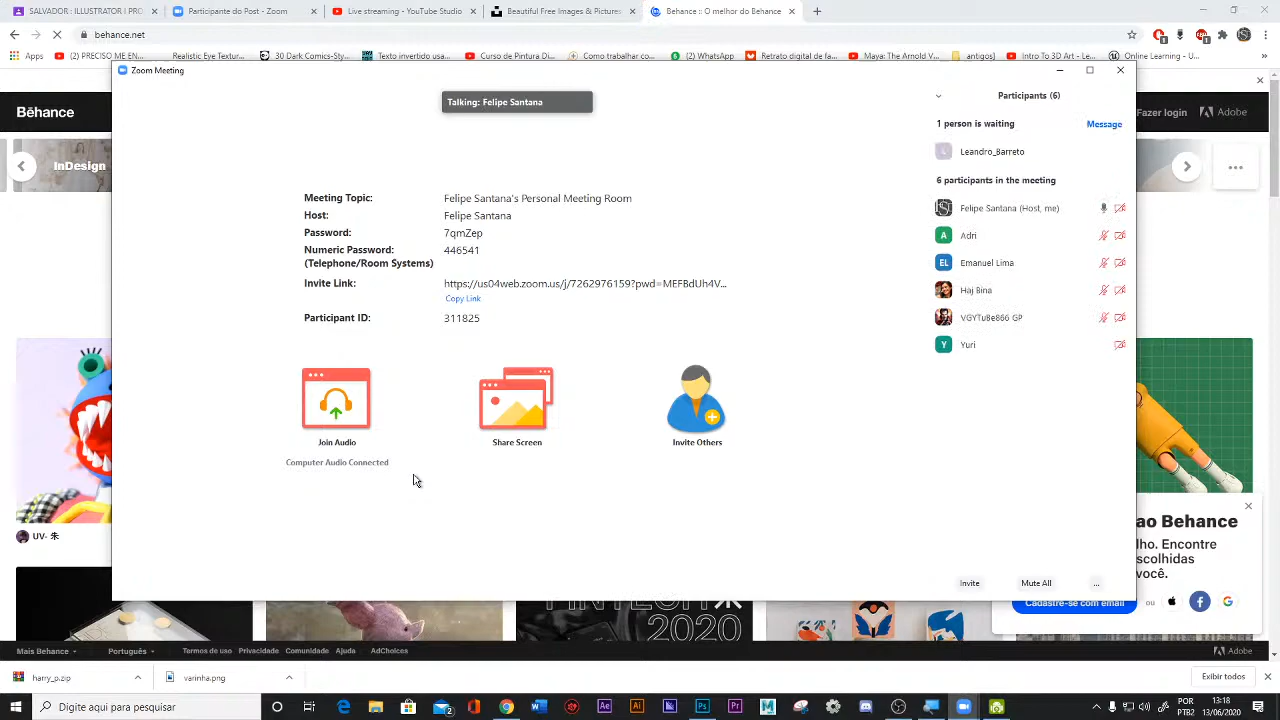 SALVADOR : ILLUSTRATOR I PRO
Participante do Post - Zoom
Live streaming - YouTube Studio
Beautiful Free Images & Pictures
Behance :: O melhor do Behance
behance.net
Apps
(2) PRECISO ME EN...
Realistic Eye Textur...
30 Dark Cinematic-Styl...
Texto invertido usa...
Curso de Pintura Di...
Como trabalhar co...
(2) WhatsApp
Retrato digital de fa...
Maya: The Arnold V...
[antigos]
Intro To 3D Art - Le...
Online Learning - U...
Zoom Meeting
Bēhance
Fazer login
Adobe
InDesign
Talking: Felipe Santana
Meeting Topic: Felipe Santana's Personal Meeting Room
Host: Felipe Santana
Password: 7qmZep
Numeric Password: 446541
(Telephone/Room Systems)
Invite Link: https://us04web.zoom.us/j/7262976159?pwd=MEFBdUh4V...
Copy Link
Participant ID: 311825
Join Audio
Share Screen
Invite Others
Computer Audio Connected
Participants (6)
1 person is waiting
Message
L Leandro_Barreto
6 participants in the meeting
Felipe Santana (Host, me)
A Adri
EL Emanuel Lima
Haj Bina
VGYTuBe866 GP
Y Yuri
Invite
Mute All
...
UV- 朱
ao Behance
lho. Encontre
scolhidas
você.
Cadastre-se com email
ou
FINTECH
2020
Mais Behance
Português
Termos de uso
Privacidade
Comunidade
Ajuda
AdChoices
Adobe
harry_p.zip
varinha.png
Exibir todos
Digite aqui para pesquisar
POR
PTB2
13:18
13/06/2020